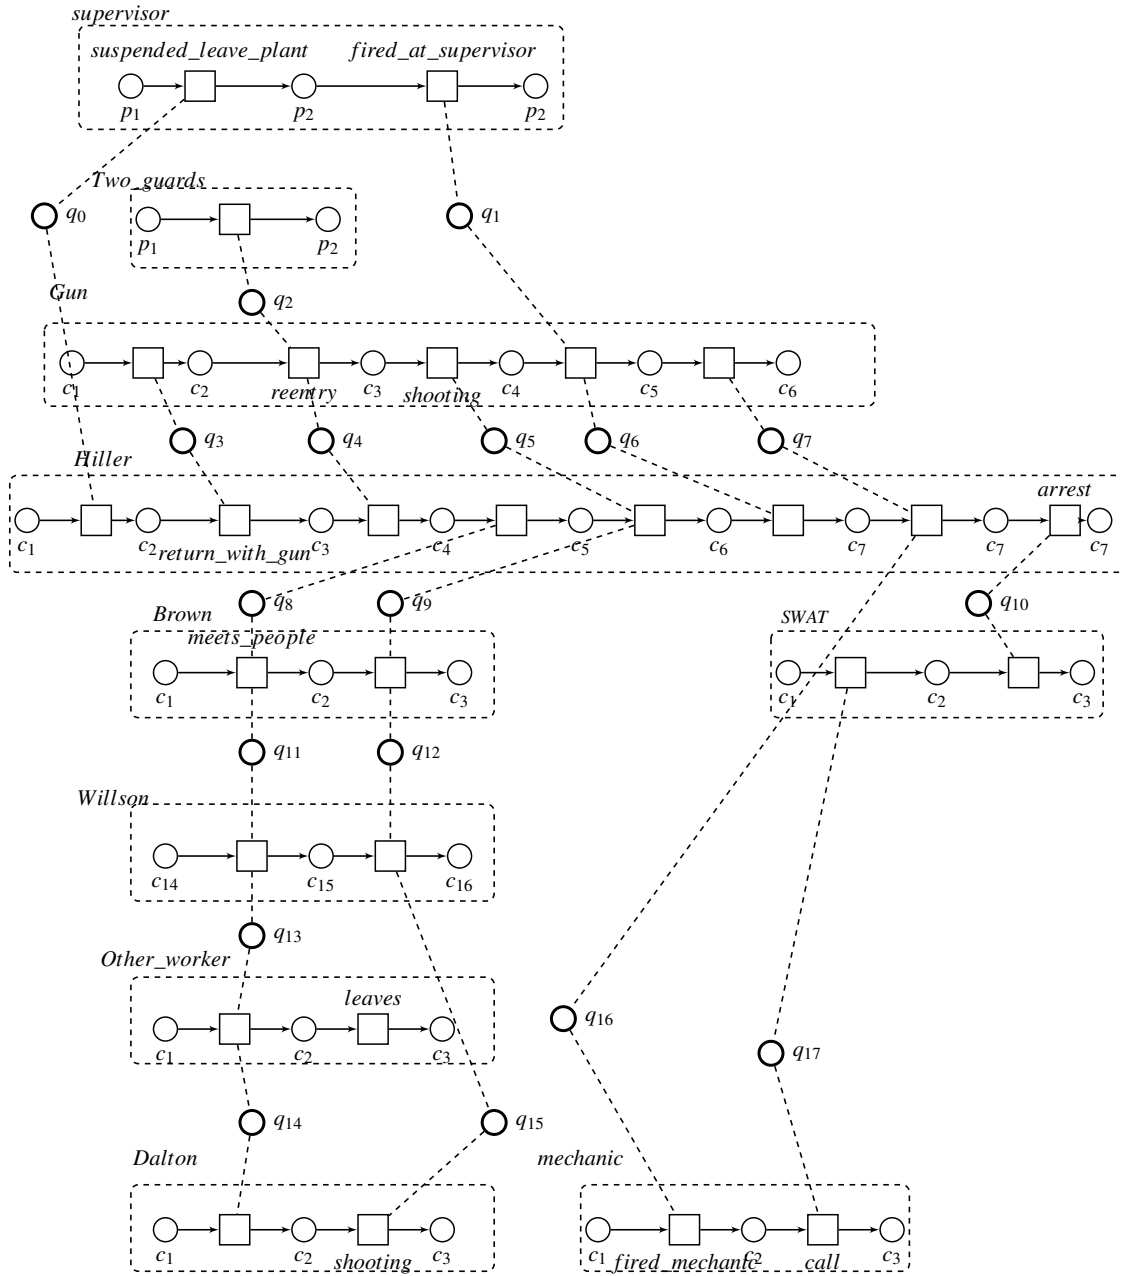 supervisor
suspended_leave_plant fired_at_supervisor
p1 p2 p2
Two_guards
q0 q1
p1 p2
Gun
q2
c1 c2 reentry c3 shooting c4 c5 c6
q3 q4 q5 q6 q7
Hiller
arrest
c1 c2 return_with_gun c3 c4 c5 c6 c7 c7 c7
q8 q9 q10
Brown SWAT
meets_people
c1 c2 c3 c1 c2 c3
q11 q12
Willson
c14 c15 c16
q13
Other_worker
leaves
q16
c1 c2 c3
q17
q14 q15
Dalton mechanic
c1 c2 shooting c3 c1 fired_mechanic c2 call c3